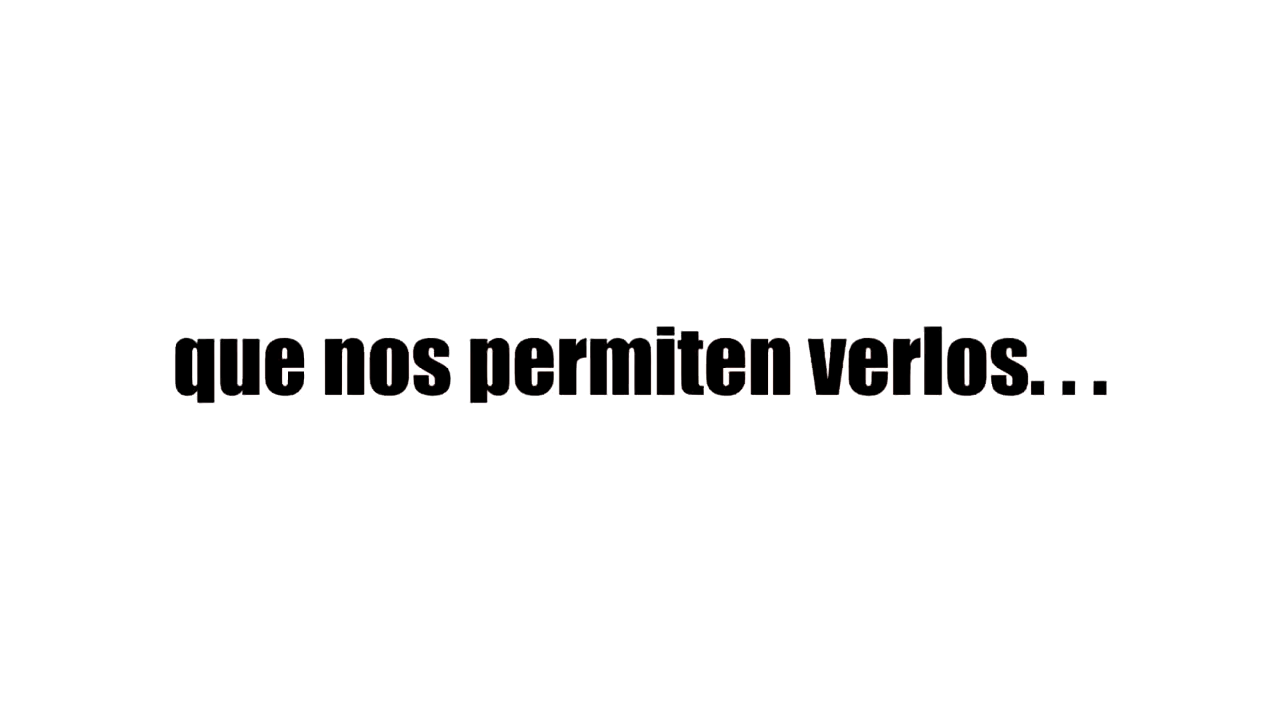 que nos permiten verlos. . .